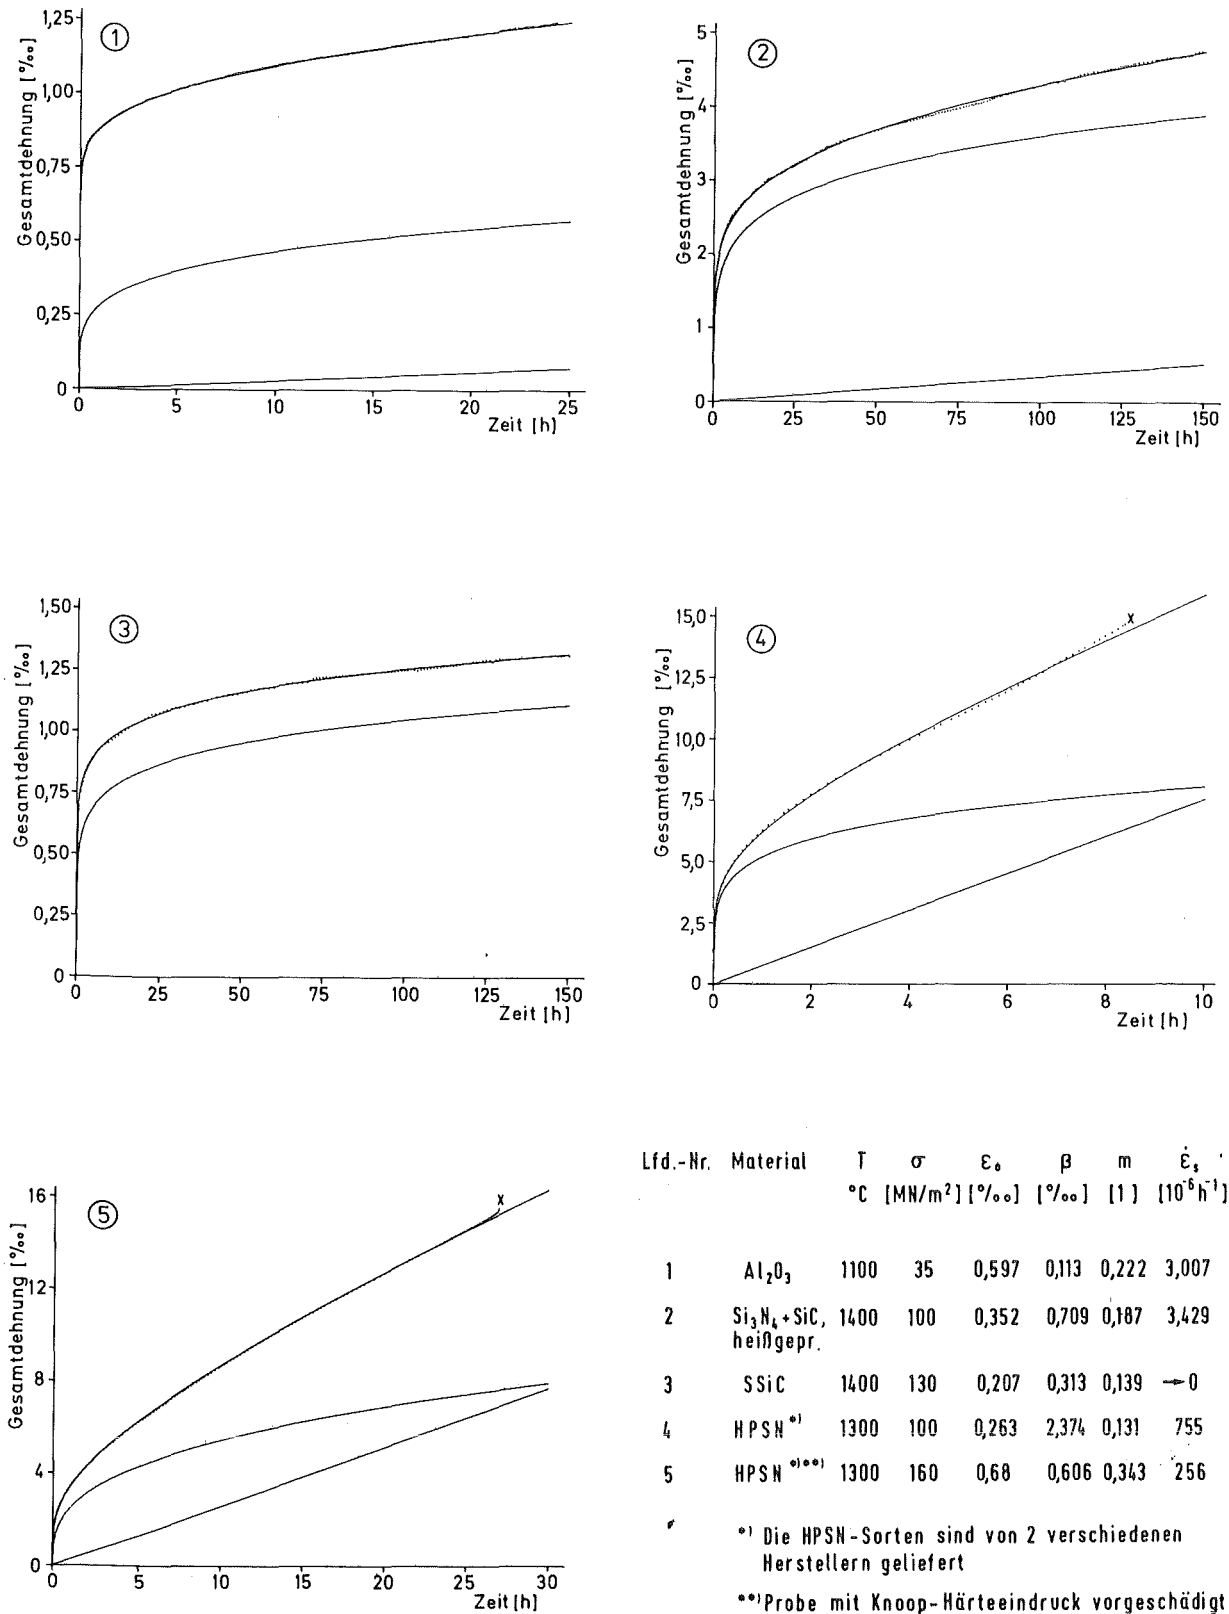 1
Gesamtdehnung [‰]
1,25
1,00
0,75
0,50
0,25
0
0 5 10 15 20 25
Zeit [h]
2
Gesamtdehnung [‰]
5
4
3
2
1
0
0 25 50 75 100 125 150
Zeit [h]
3
Gesamtdehnung [‰]
1,50
1,25
1,00
0,75
0,50
0,25
0
0 25 50 75 100 125 150
Zeit [h]
4
Gesamtdehnung [‰]
15,0
12,5
10,0
7,5
5,0
2,5
0
x
0 2 4 6 8 10
Zeit [h]
5
Gesamtdehnung [‰]
16
12
8
4
0
x
0 5 10 15 20 25 30
Zeit [h]
Lfd.-Nr. Material T σ ε₀ β m ε̇ₛ
°C [MN/m²] [‰] [‰] [1] [10⁻⁶h⁻¹]
1 Al₂O₃ 1100 35 0,597 0,113 0,222 3,007
2 Si₃N₄+SiC, 1400 100 0,352 0,709 0,187 3,429
heißgepr.
3 SSiC 1400 130 0,207 0,313 0,139 →0
4 HPSN *) 1300 100 0,263 2,374 0,131 755
5 HPSN *)**) 1300 160 0,68 0,606 0,343 256
*) Die HPSN-Sorten sind von 2 verschiedenen
Herstellern geliefert
**) Probe mit Knoop-Härteeindruck vorgeschädigt